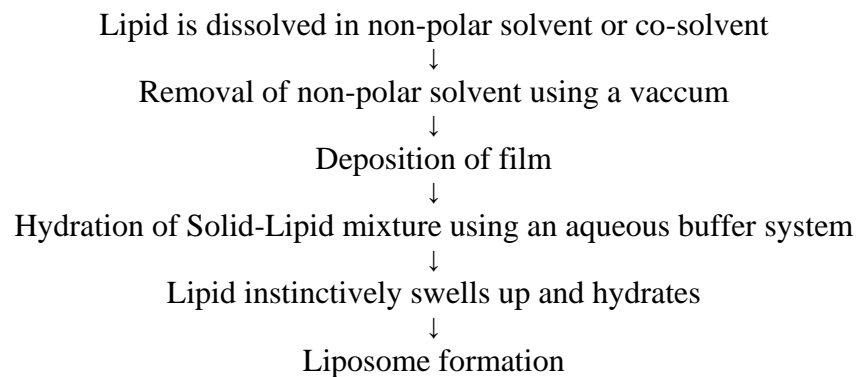 Lipid is dissolved in non-polar solvent or co-solvent
↓
Removal of non-polar solvent using a vaccum
↓
Deposition of film
↓
Hydration of Solid-Lipid mixture using an aqueous buffer system
↓
Lipid instinctively swells up and hydrates
↓
Liposome formation